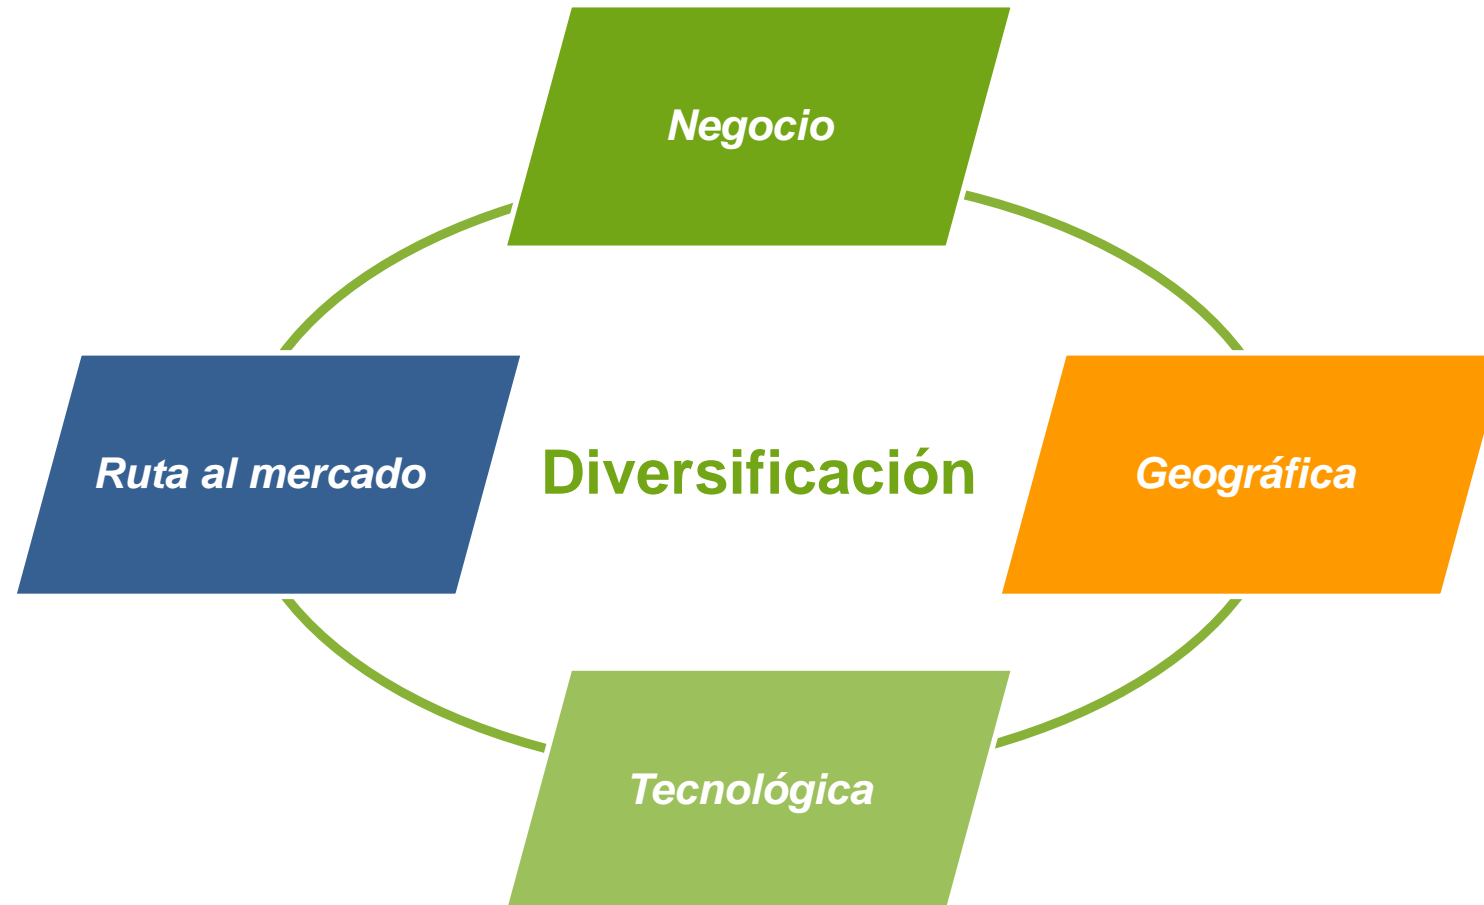 Negocio
Ruta al mercado
Diversificación
Geográfica
Tecnológica